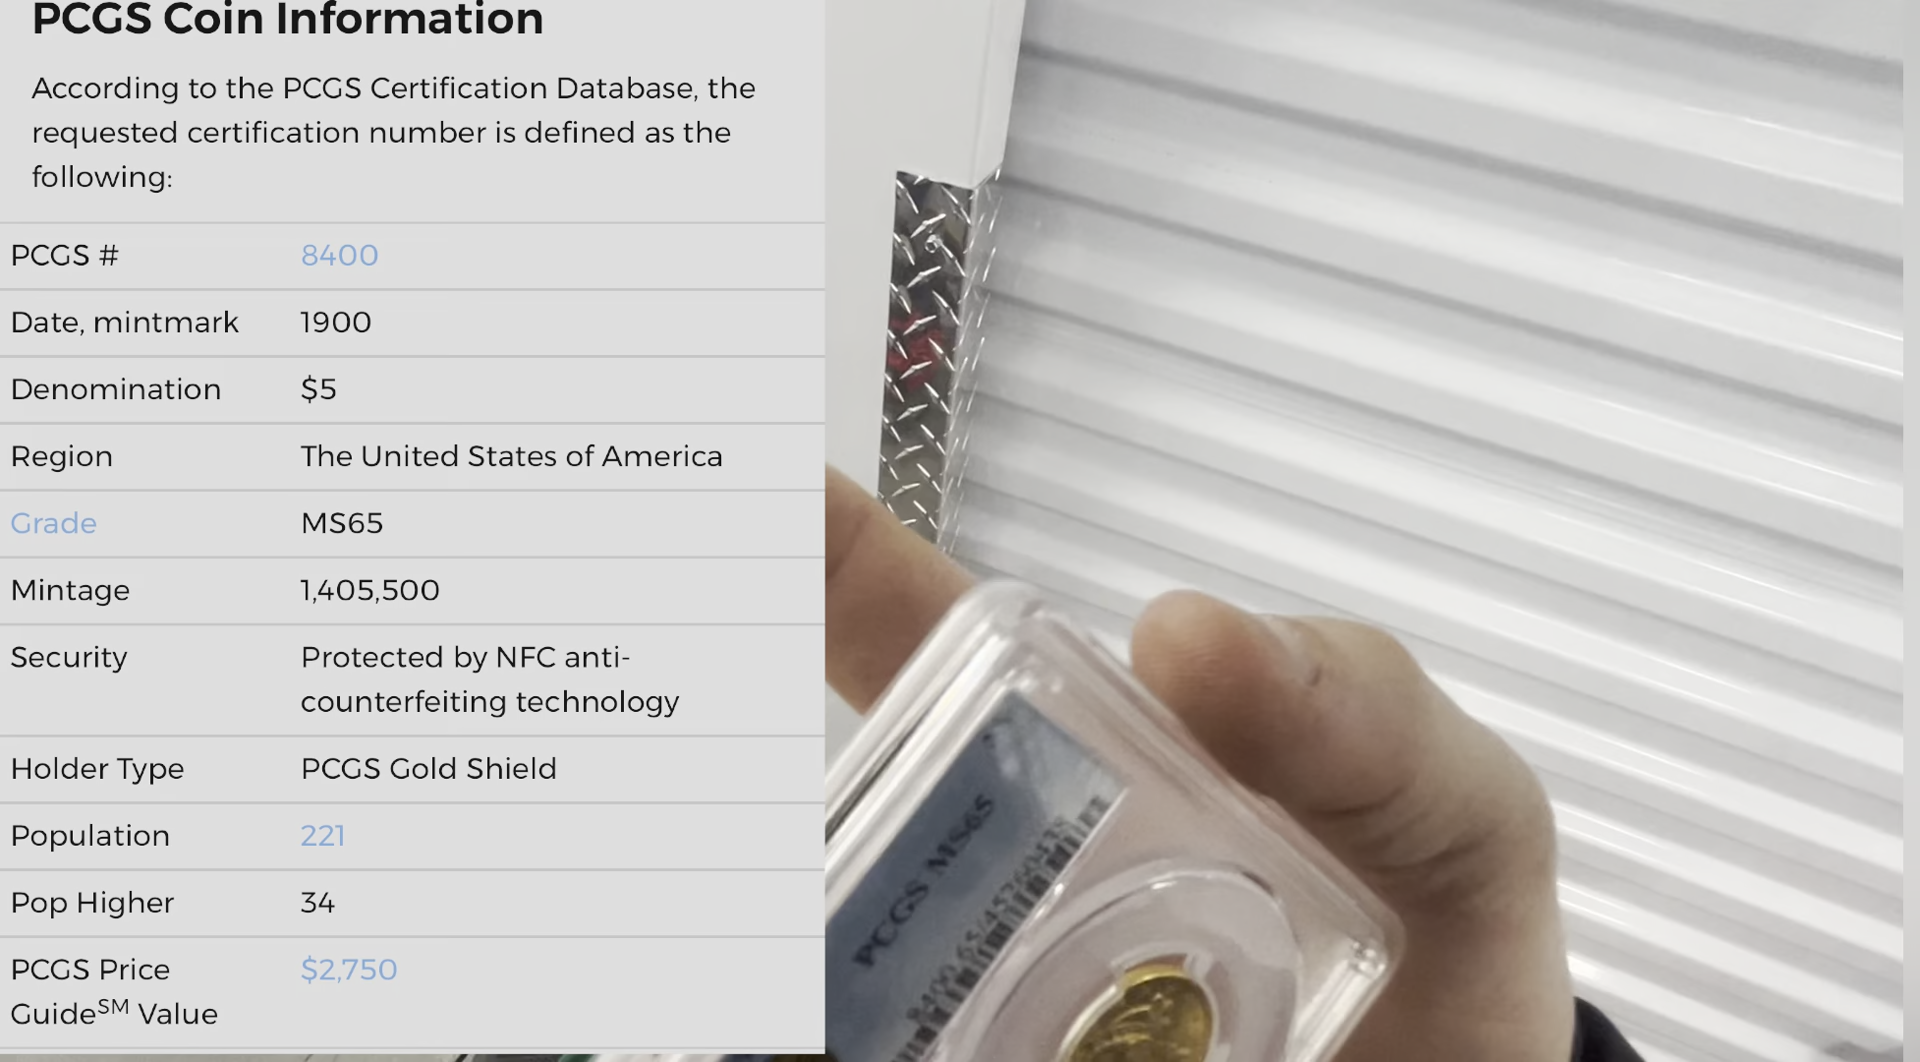 PCGS Coin Information
According to the PCGS Certification Database, the
requested certification number is defined as the
following:
PCGS # 8400
Date, mintmark 1900
Denomination $5
Region The United States of America
Grade MS65
Mintage 1,405,500
Security Protected by NFC anti-
counterfeiting technology
Holder Type PCGS Gold Shield
Population 221
Pop Higher 34
PCGS Price $2,750
Guide℠ Value
PCGS MS65